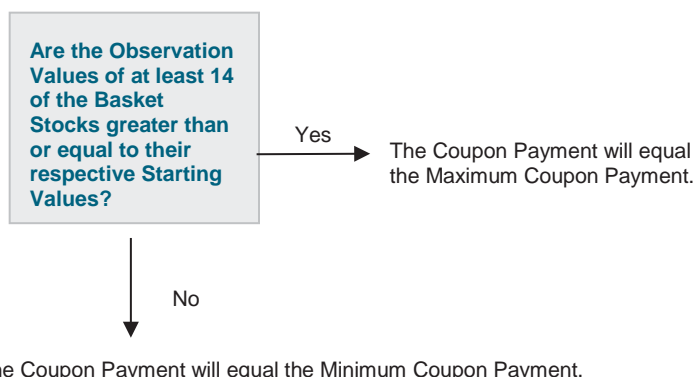 Are the Observation
Values of at least 14
of the Basket
Stocks greater than
or equal to their
respective Starting
Values?
Yes
The Coupon Payment will equal
the Maximum Coupon Payment.
No
he Coupon Payment will equal the Minimum Coupon Payment.